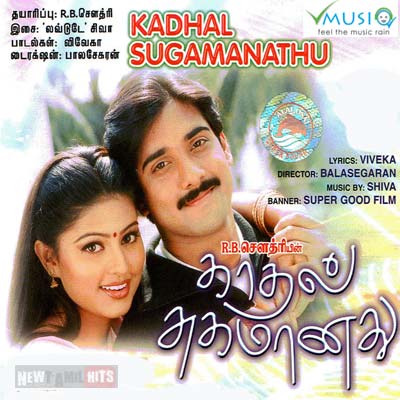 தயாரிப்பு: R.B.சௌத்ரி
இசை: 'லவ்டுடே' சிவா
பாடல்கள்: விவேகா
டைரக்ஷன்: பாலசேகரன்
KADHAL
SUGAMANATHU
MUSIQ
feel the music rain
LYRICS: VIVEKA
DIRECTOR: BALASEGARAN
MUSIC BY: SHIVA
BANNER: SUPER GOOD FILM
R.B.சௌத்ரியின்
காதல்
சுகமானது
NEW TAMIL HITS